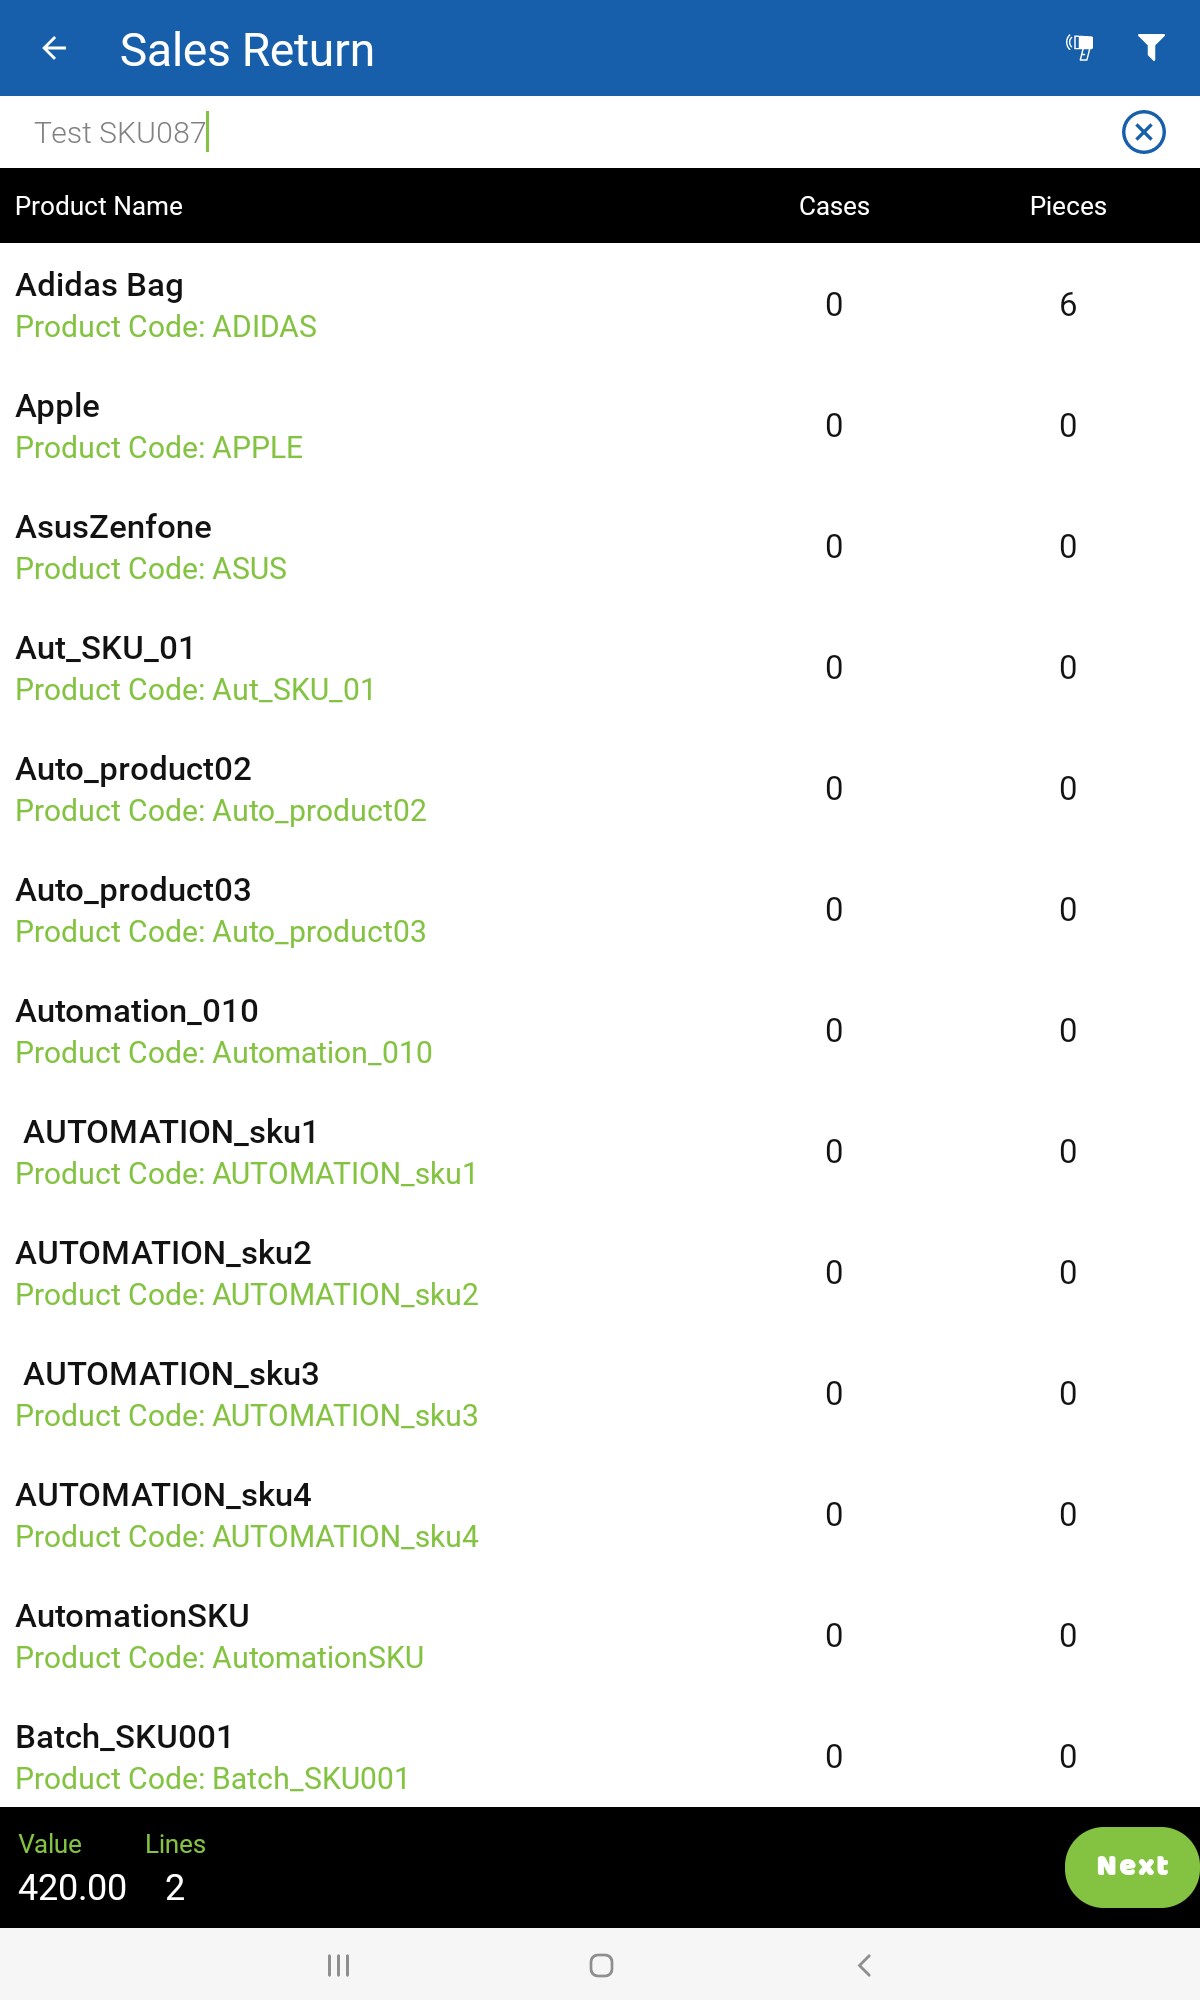 Sales Return
Test SKU087
Product Name Cases Pieces
Adidas Bag
Product Code: ADIDAS
0 6
Apple
Product Code: APPLE
0 0
AsusZenfone
Product Code: ASUS
0 0
Aut_SKU_01
Product Code: Aut_SKU_01
0 0
Auto_product02
Product Code: Auto_product02
0 0
Auto_product03
Product Code: Auto_product03
0 0
Automation_010
Product Code: Automation_010
0 0
AUTOMATION_sku1
Product Code: AUTOMATION_sku1
0 0
AUTOMATION_sku2
Product Code: AUTOMATION_sku2
0 0
AUTOMATION_sku3
Product Code: AUTOMATION_sku3
0 0
AUTOMATION_sku4
Product Code: AUTOMATION_sku4
0 0
AutomationSKU
Product Code: AutomationSKU
0 0
Batch_SKU001
Product Code: Batch_SKU001
0 0
Value Lines
420.00 2
Next